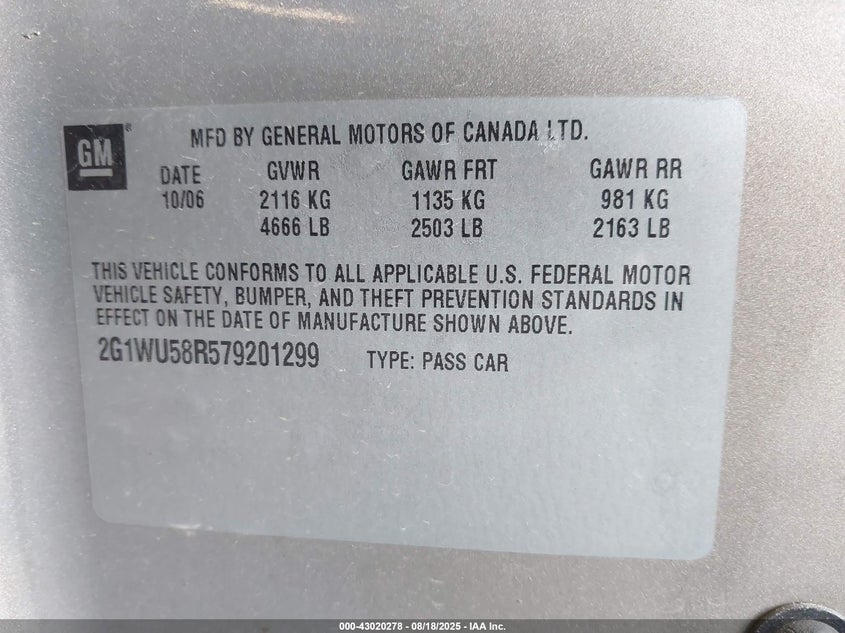 GM®
MFD BY GENERAL MOTORS OF CANADA LTD.
DATE GVWR GAWR FRT GAWR RR
10/06 2116 KG 1135 KG 981 KG
4666 LB 2503 LB 2163 LB
THIS VEHICLE CONFORMS TO ALL APPLICABLE U.S. FEDERAL MOTOR
VEHICLE SAFETY, BUMPER, AND THEFT PREVENTION STANDARDS IN
EFFECT ON THE DATE OF MANUFACTURE SHOWN ABOVE.
2G1WU58R579201299 TYPE: PASS CAR
000-43020278 - 08/18/2025 - IAA Inc.